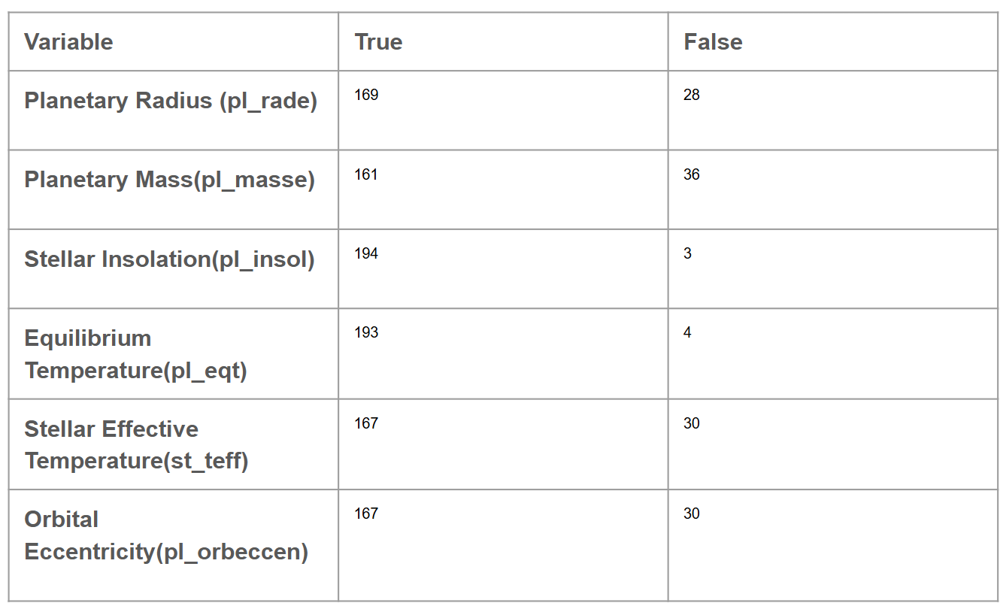 Variable True False
Planetary Radius (pl_rade) 169 28
Planetary Mass(pl_masse) 161 36
Stellar Insolation(pl_insol) 194 3
Equilibrium 193 4
Temperature(pl_eqt)
Stellar Effective 167 30
Temperature(st_teff)
Orbital 167 30
Eccentricity(pl_orbeccen)